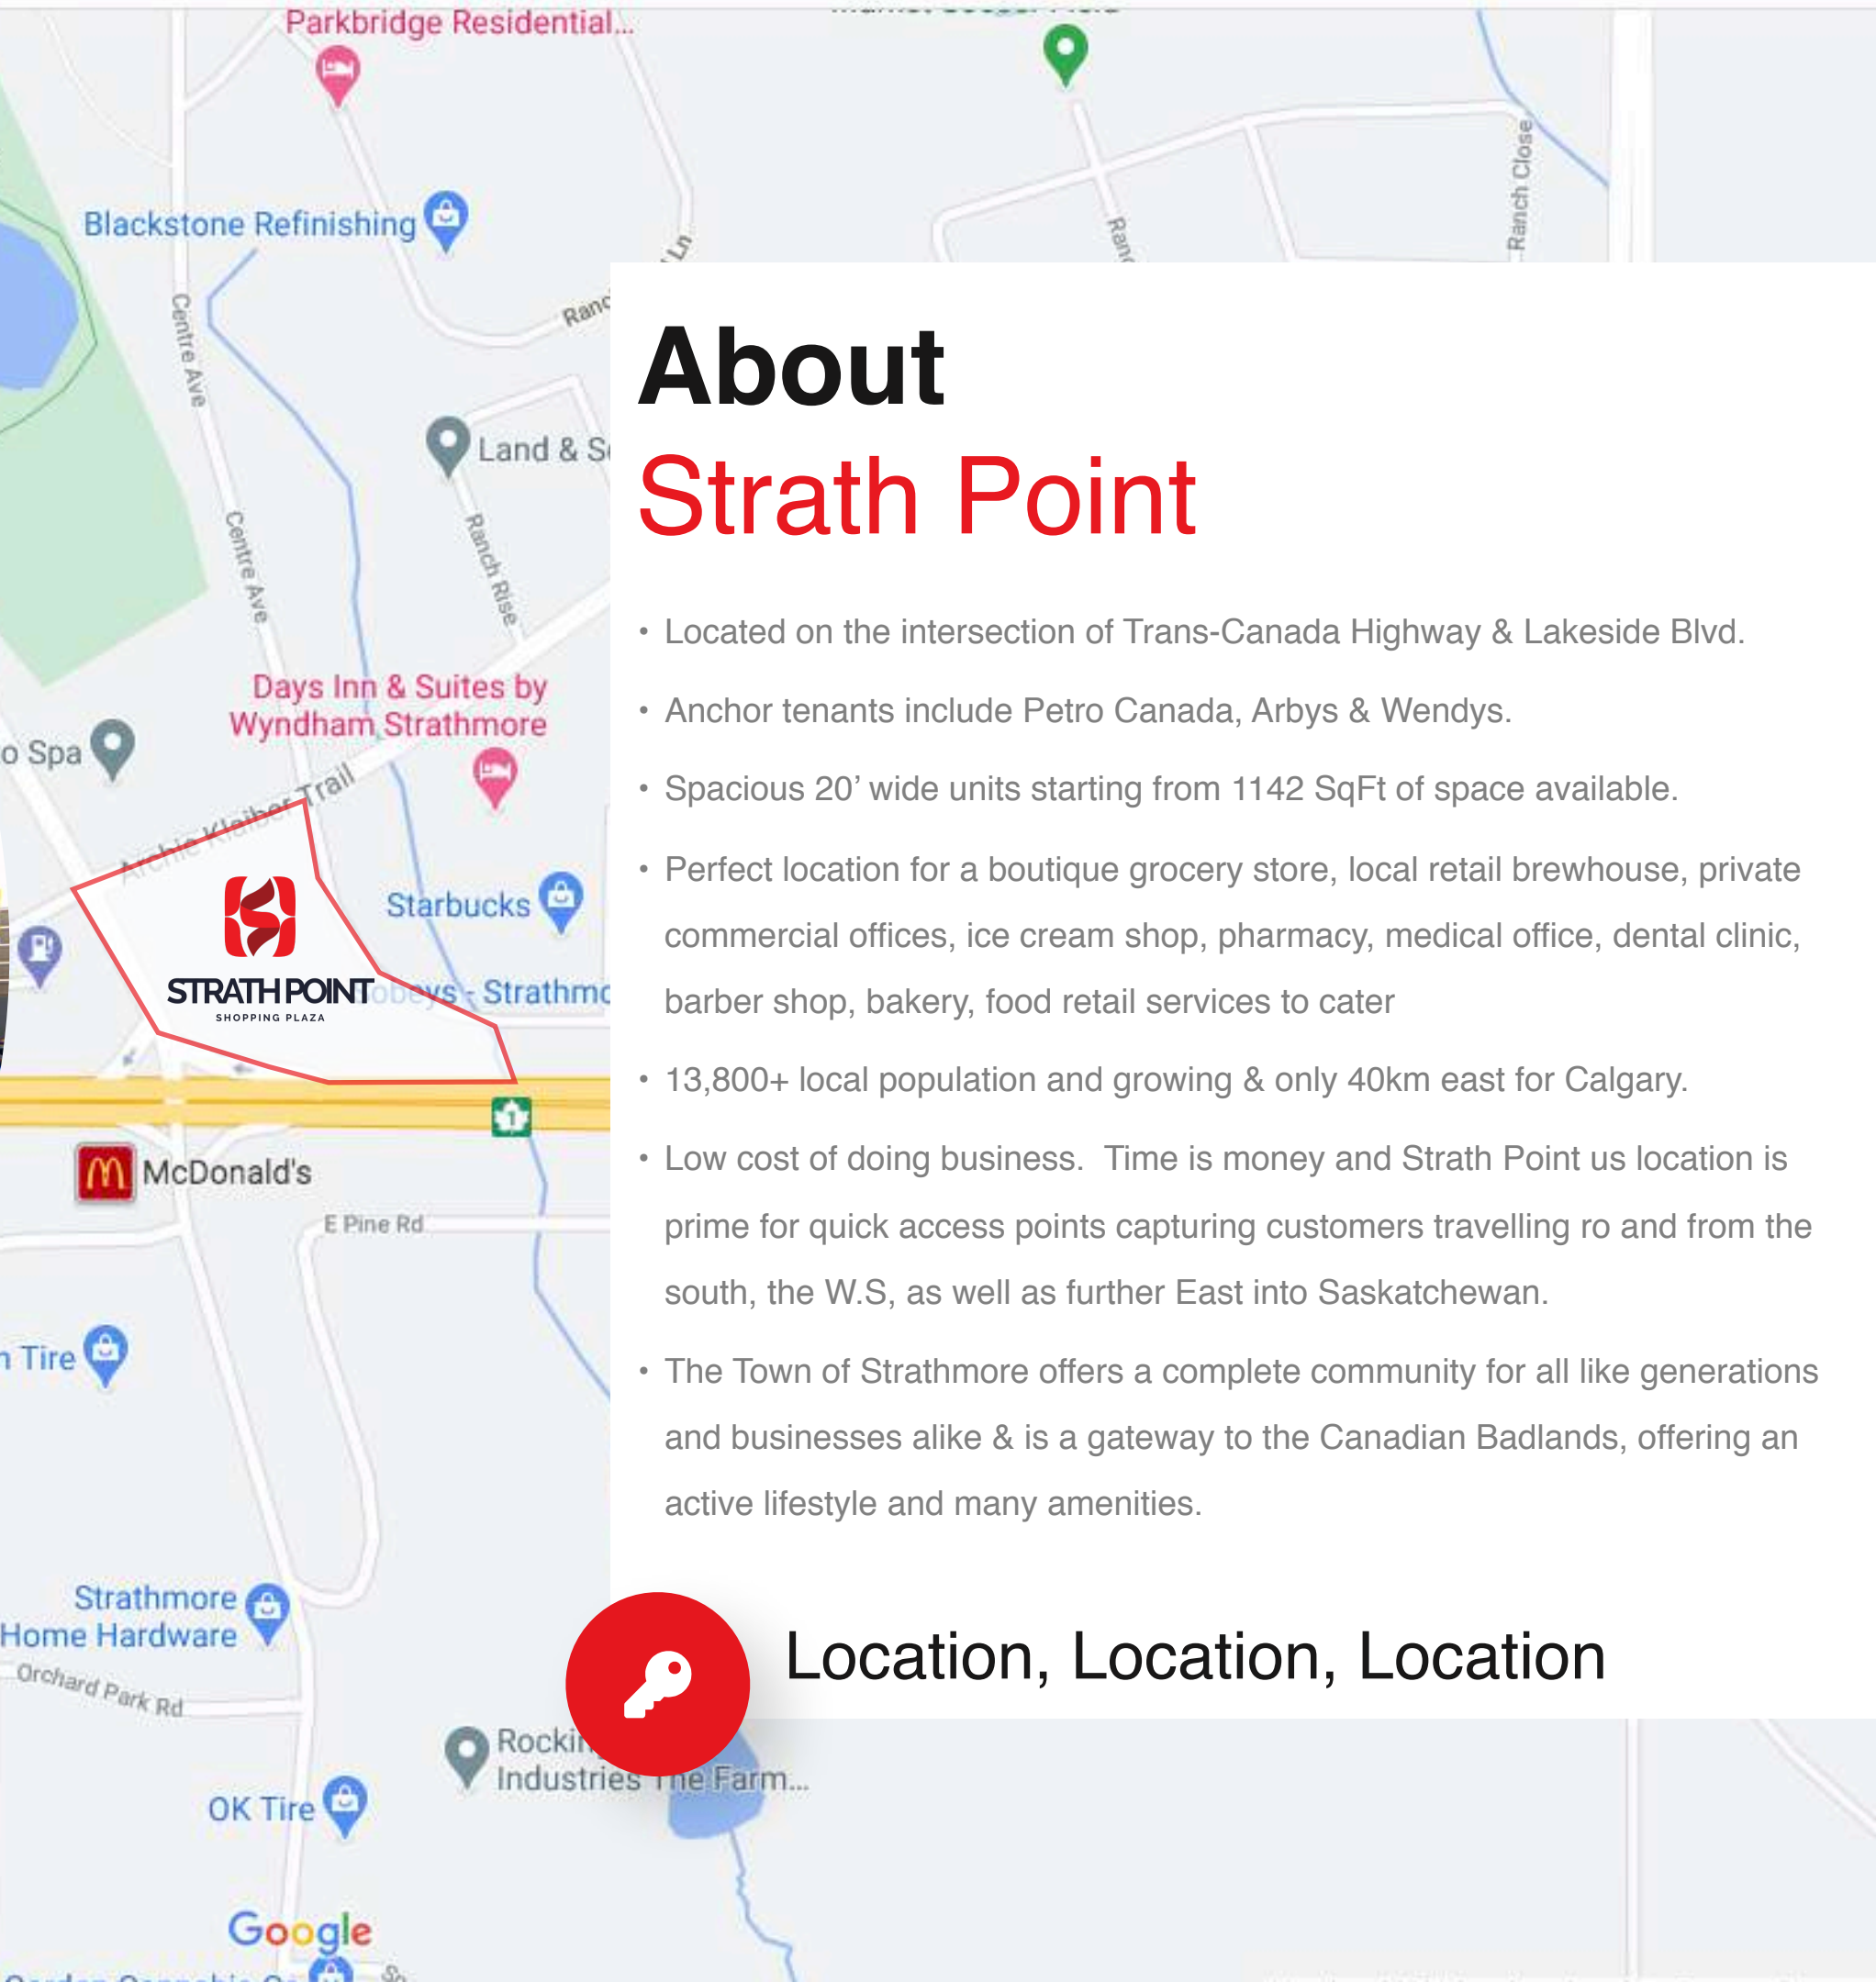 Parkbridge Residential...
Blackstone Refinishing
Centre Ave
Ln
Ranch Close
Land & S
Centre Ave
Ranch Rise
Days Inn & Suites by
Wyndham Strathmore
o Spa
Archie Klaiber Trail
Starbucks
STRATH POINT
SHOPPING PLAZA
obeys - Strathmo
1
McDonald's
E Pine Rd
n Tire
Strathmore
Home Hardware
Orchard Park Rd
OK Tire
Rockin
Industries The Farm...
Google
About
Strath Point
• Located on the intersection of Trans-Canada Highway & Lakeside Blvd.
• Anchor tenants include Petro Canada, Arbys & Wendys.
• Spacious 20’ wide units starting from 1142 SqFt of space available.
• Perfect location for a boutique grocery store, local retail brewhouse, private
commercial offices, ice cream shop, pharmacy, medical office, dental clinic,
barber shop, bakery, food retail services to cater
• 13,800+ local population and growing & only 40km east for Calgary.
• Low cost of doing business.  Time is money and Strath Point us location is
prime for quick access points capturing customers travelling ro and from the
south, the W.S, as well as further East into Saskatchewan.
• The Town of Strathmore offers a complete community for all like generations
and businesses alike & is a gateway to the Canadian Badlands, offering an
active lifestyle and many amenities.
Location, Location, Location